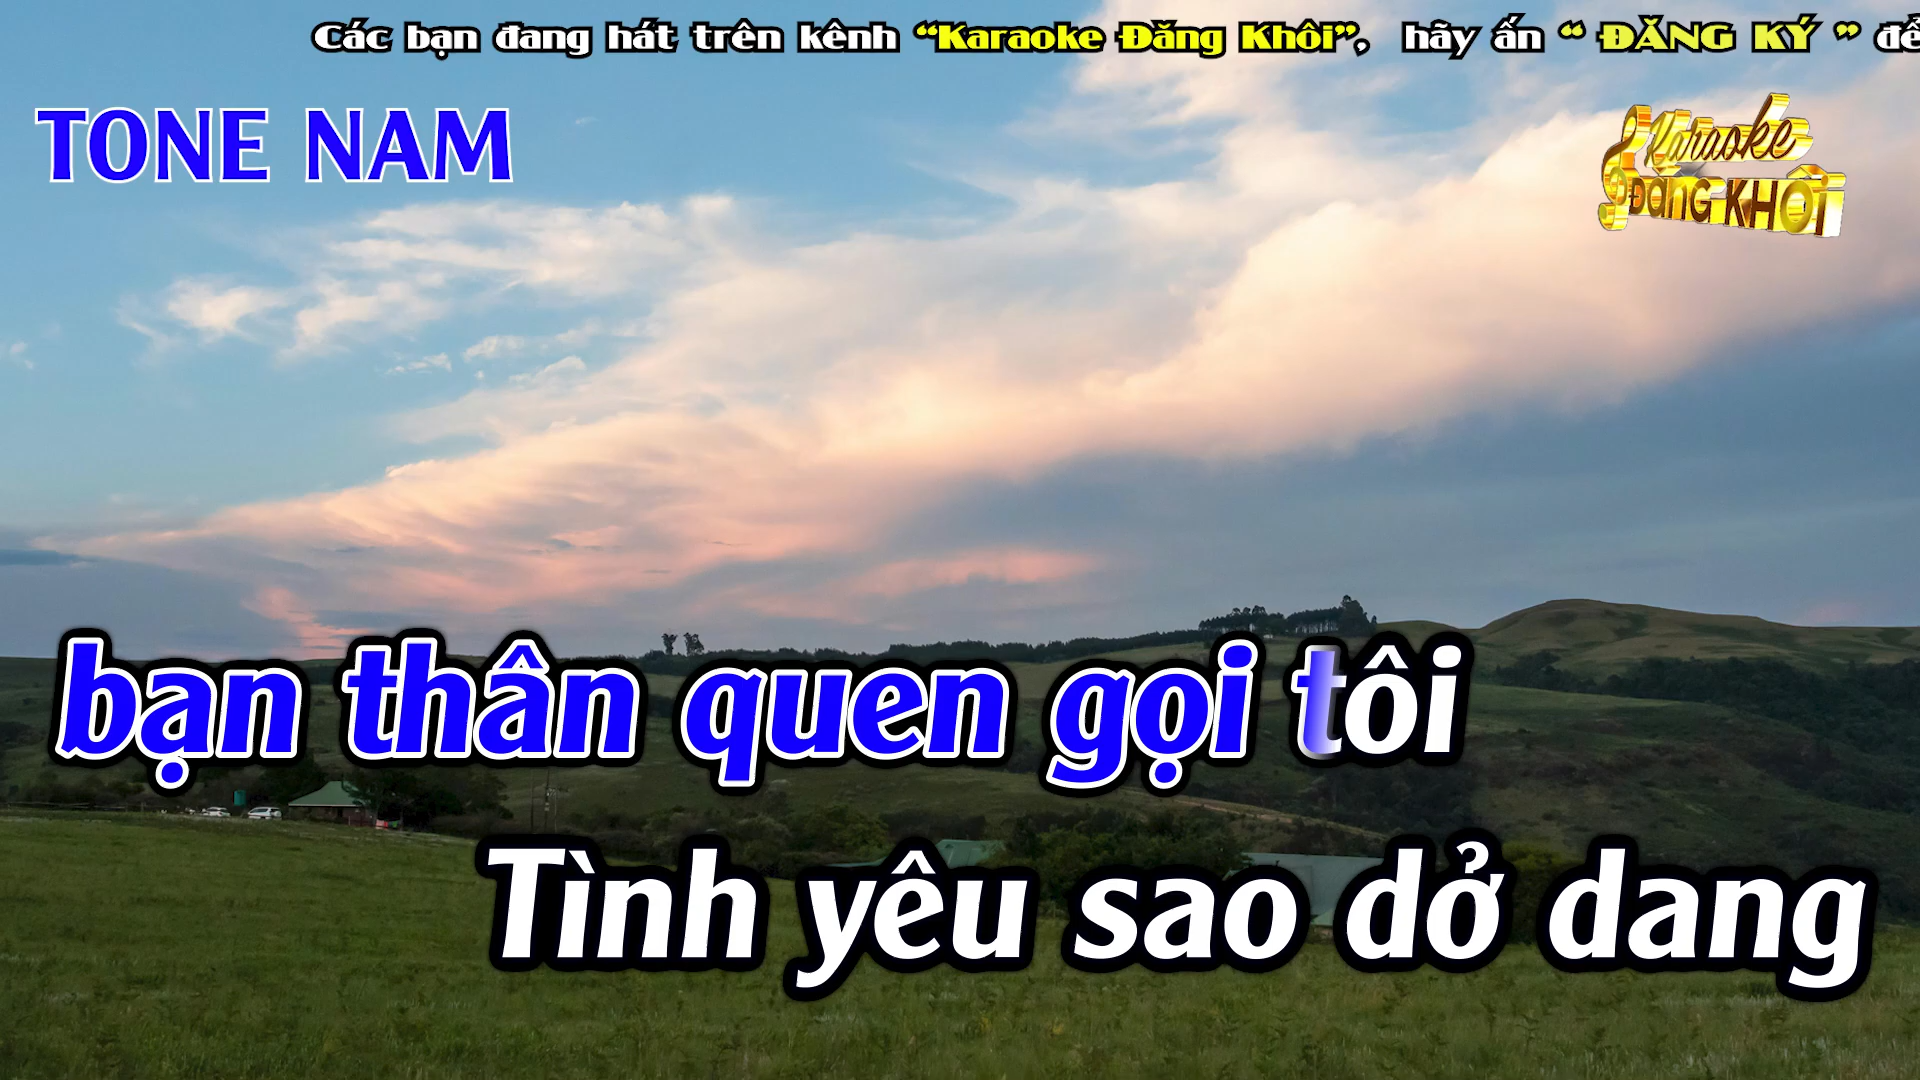 Các bạn đang hát trên kênh “Karaoke Đăng Khôi”, hãy ấn “ ĐĂNG KÝ ” để
TONE NAM
Karaoke
ĐĂNG KHÔI
bạn thân quen gọi tôi
Tình yêu sao dở dang